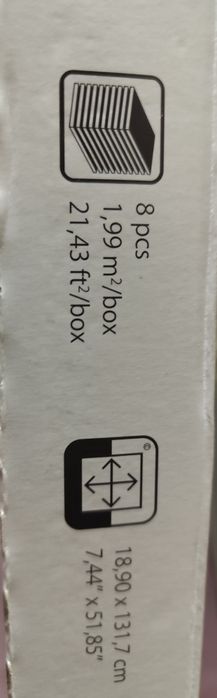 8 pcs
1,99 m²/box
21,43 ft²/box
©
18,90 x 131,7 cm
7,44" x 51,85"